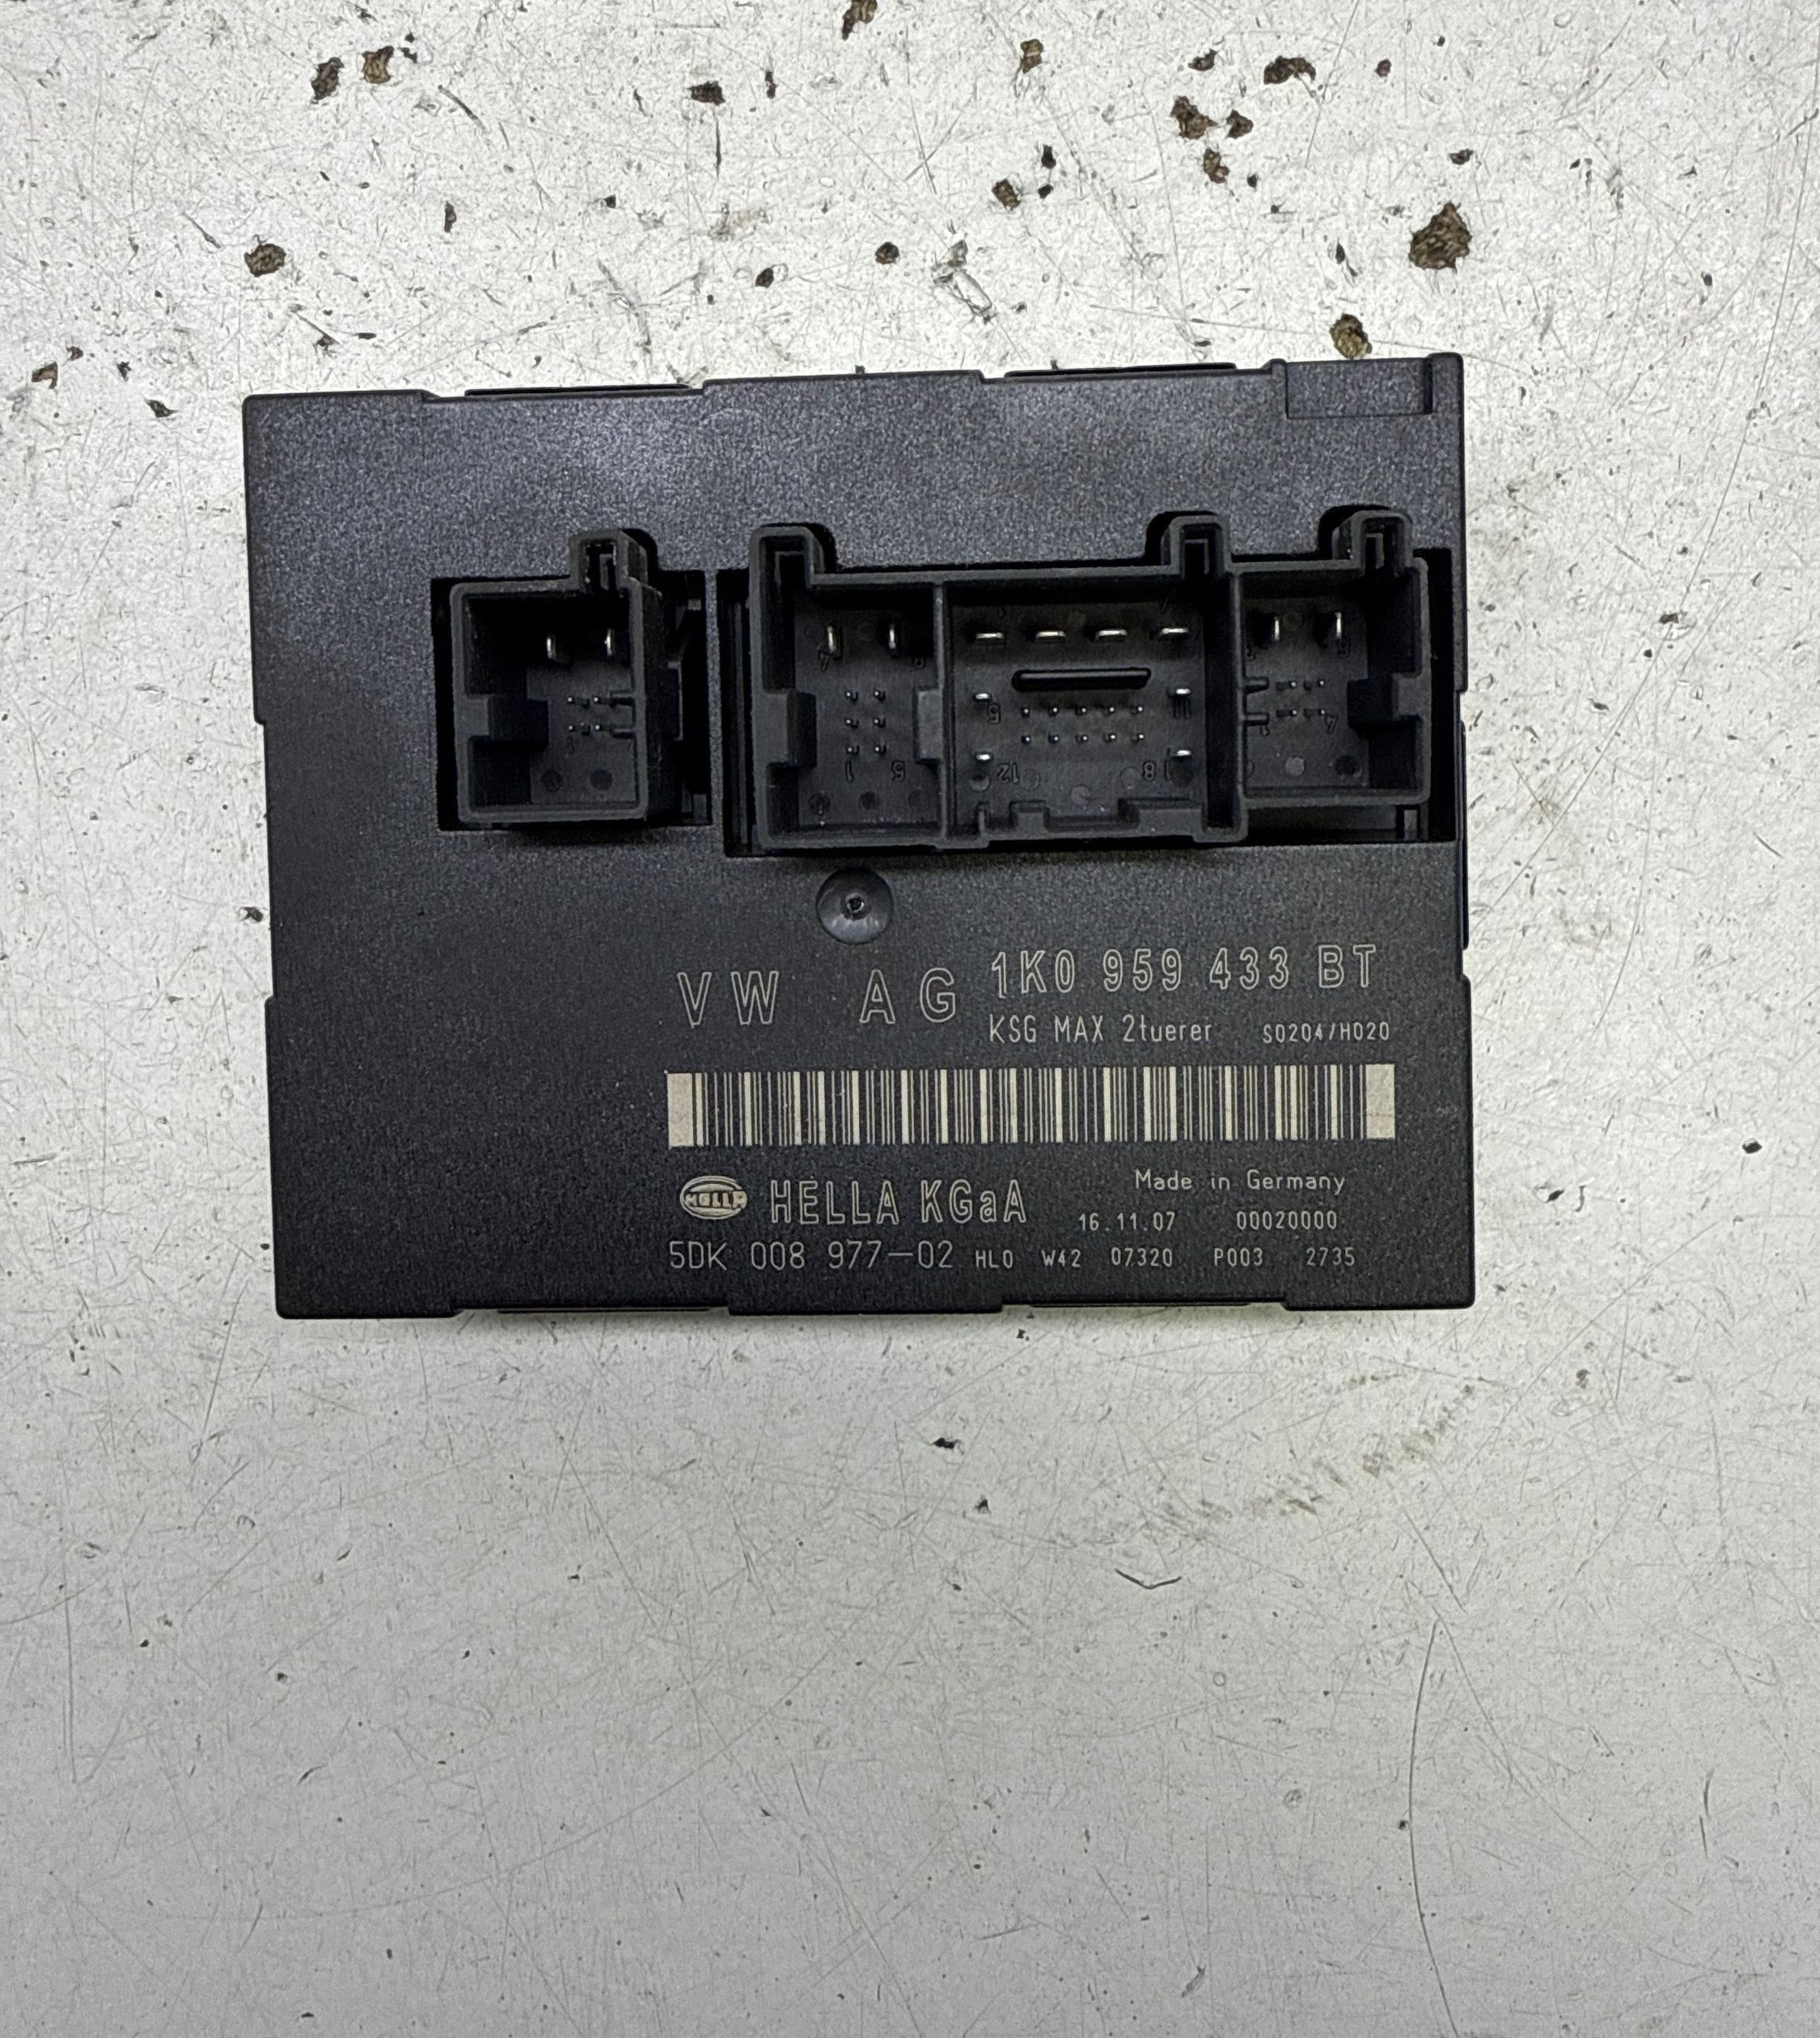 VW AG 1K0 959 433 BT
KSG MAX 2tuerer S0204/H020
HELLA
HELLA KGaA
Made in Germany
16.11.07 00020000
5DK 008 977-02 HL0 W42 07320 P003 2735